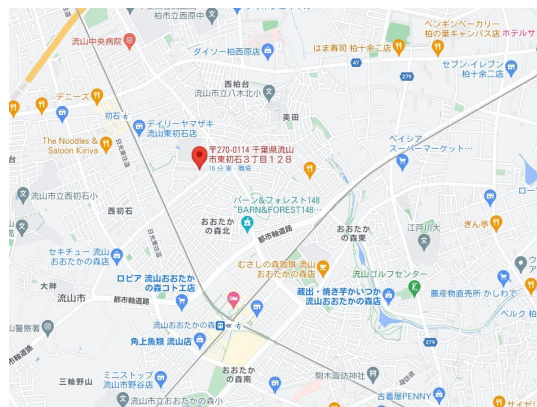 柏市立西原中
流山中央病院
ダイソー柏西原店
はま寿司 柏十余二店
ペンギンベーカリー
柏の葉キャンパス店
ホテルサ
47
279
セブン-イレブン
柏十余二店
西柏台
流山市立八木北小
デニーズ
初石
美田
デイリーヤマザキ
流山東初石店
The Noodles &
Saloon Kiriya
〒270-0114 千葉県流山
市東初石3丁目128
16 分 車 - 職場
ベイシア
スーパーマーケット…
流山市立西初石小
西初石
バーン&フォレスト148
"BARN&FOREST148…
おおたか
の森北
都市軸道路
おおたか
の森東
江戸川大
ぎん亭
ロー
セキチュー 流山
おおたかの森店
むさしの森珈琲 流山
おおたかの森店
流山ゴルフセンター
大畔
流山市
都市軸道路
ロピア 流山おおたか
の森コトエ店
蔵出・焼き芋かいつか
流山おおたかの森店
農産物直売所 かしわで
山警察署
流山おおたかの森
角上魚類 流山店
279
三輪野山
ミニストップ
流山市野谷店
おおたか
の森南
駒木諏訪神社
古着屋PENNY
流山市立おおたかの森小